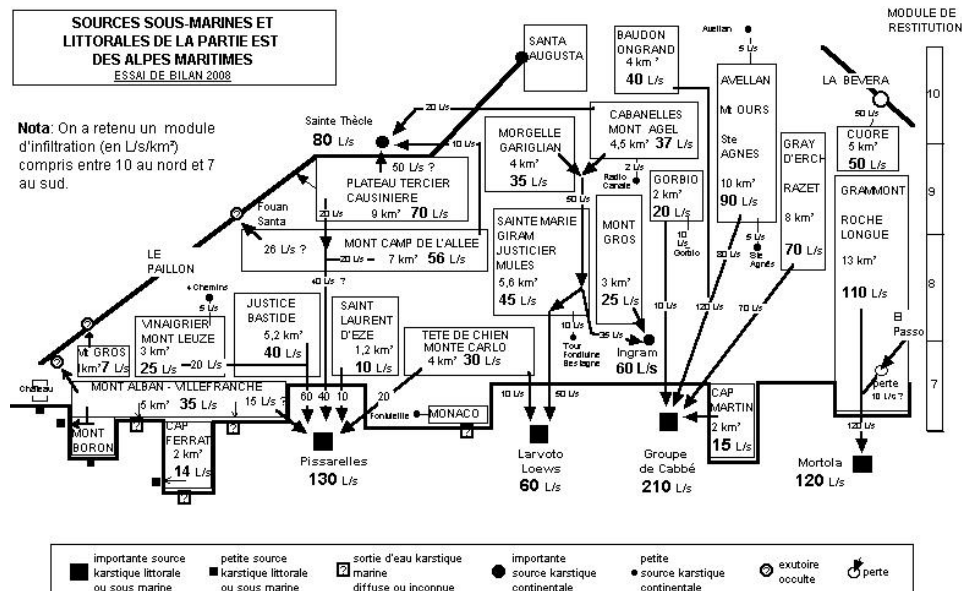 SOURCES SOUS-MARINES ET
LITTORALES DE LA PARTIE EST
DES ALPES MARITIMES
ESSAI DE BILAN 2008
Nota: On a retenu un module
d'infiltration (en L/s/km²)
compris entre 10 au nord et 7
au sud.
MODULE DE
RESTITUTION
10
9
8
7
SANTA
AUGUSTA
BAUDON
ONGRAND
4 km²
40 L/s
Avellan
5 L/s
AVELLAN
Mt OURS
Ste
AGNES
10 km²
90 L/s
5 L/s
Ste
Agnès
LA BEVERA
50 L/s
CUORE
5 km²
50 L/s
Sainte Thècle
80 L/s
20 L/s
10 L/s
CABANELLES
MONT AGEL
4,5 km² 37 L/s
2 L/s
Radio
Canale
MORGELLE
GARIGLIAN
4 km²
35 L/s
50 L/s
GRAY
D'ERCH
RAZET
8 km²
70 L/s
GRAMMONT
ROCHE
LONGUE
13 km²
110 L/s
50 L/s ?
PLATEAU TERCIER
CAUSINIERE
9 km² 70 L/s
20 L/s
GORBIO
2 km²
20 L/s
10 L/s
Gorbio
Fouan
Santa
26 L/s ?
MONT CAMP DE L'ALLEE
20 L/s
7 km² 56 L/s
40 L/s ?
SAINTE MARIE
GIRAM
JUSTICIER
MULES
5,6 km²
45 L/s
MONT
GROS
3 km²
25 L/s
10 L/s
Tour
Fondivine
Bestagne
35 L/s
Ingram
60 L/s
10 L/s
120 L/s
80 L/s
70 L/s
LE
PAILLON
4 Chemins
5 L/s
VINAIGRIER
MONT LEUZE
3 km²
25 L/s
20 L/s
JUSTICE
BASTIDE
5,2 km²
40 L/s
SAINT
LAURENT
D'EZE
1,2 km²
10 L/s
TETE DE CHIEN
MONTE CARLO
4 km² 30 L/s
El
Passo
perte
10 L/s ?
Mt GROS
1km² 7 L/s
Château
MONT ALBAN - VILLEFRANCHE
5 km² 35 L/s
15 L/s ?
60 40 10
20
MONACO
10 L/s
50 L/s
CAP
MARTIN
2 km²
15 L/s
120 L/s
MONT
BORON
CAP
FERRAT
2 km²
14 L/s
Pissarelles
130 L/s
Larvoto
Loews
60 L/s
Groupe
de Cabbé
210 L/s
Mortola
120 L/s
importante source
karstique littorale
ou sous marine
petite source
karstique littorale
ou sous marine
sortie d'eau karstique
marine
diffuse ou inconnue
importante
source karstique
continentale
petite
source karstique
continentale
exutoire
occulte
perte